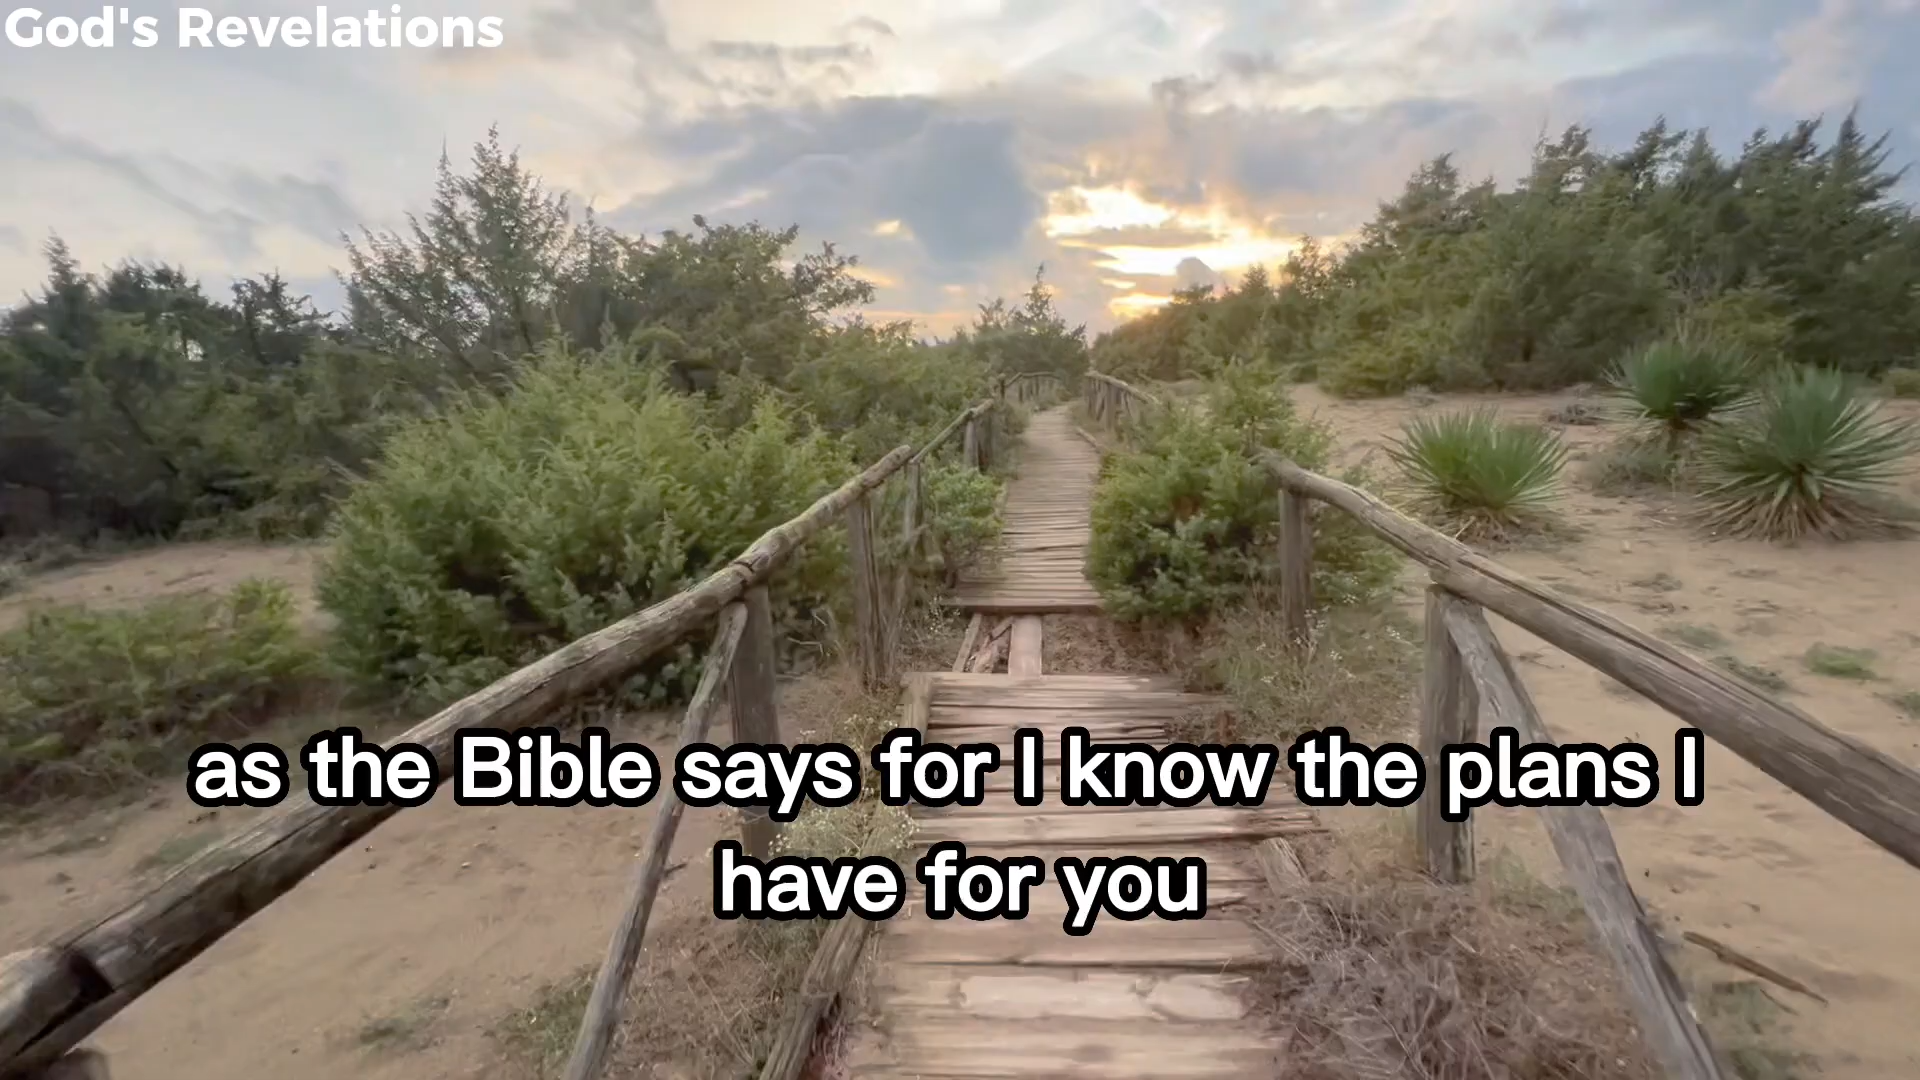 God's Revelations
as the Bible says for I know the plans I
have for you